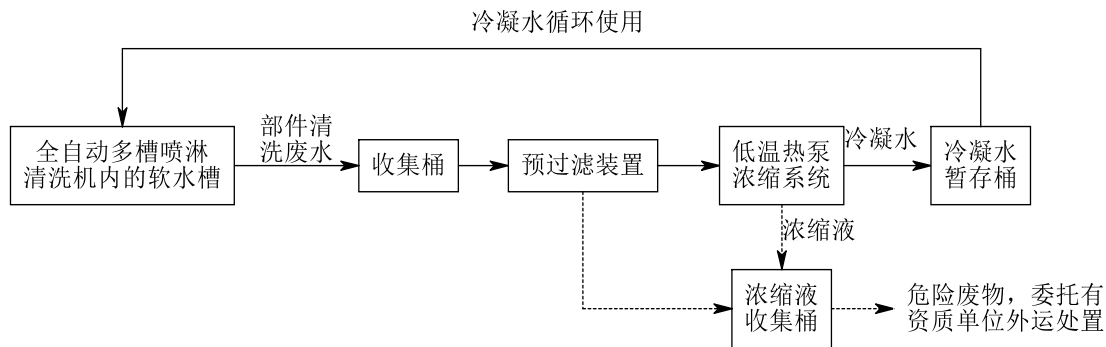 冷凝水循环使用
全自动多槽喷淋
清洗机内的软水槽
部件清
洗废水
收集桶
预过滤装置
低温热泵
浓缩系统
冷凝水
冷凝水
暂存桶
浓缩液
浓缩液
收集桶
危险废物，委托有
资质单位外运处置